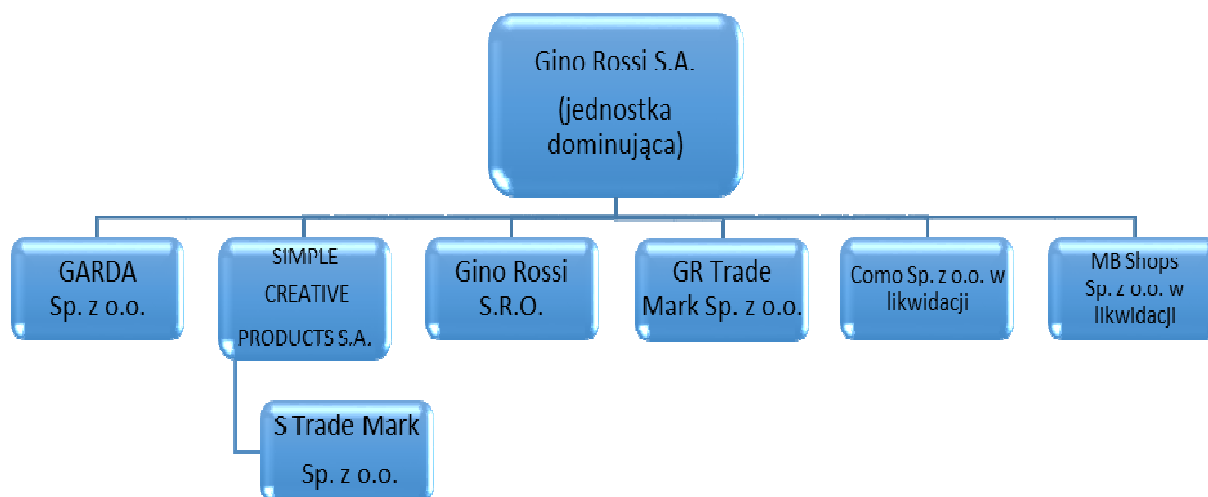 Gino Rossi S.A.
(jednostka
dominująca)
GARDA
Sp. z o.o.
SIMPLE
CREATIVE
PRODUCTS S.A.
Gino Rossi
S.R.O.
GR Trade
Mark Sp. z o.o.
Como Sp. z o.o. w
likwidacji
MB Shops
Sp. z o.o. w
likwidacji
S Trade Mark
Sp. z o.o.